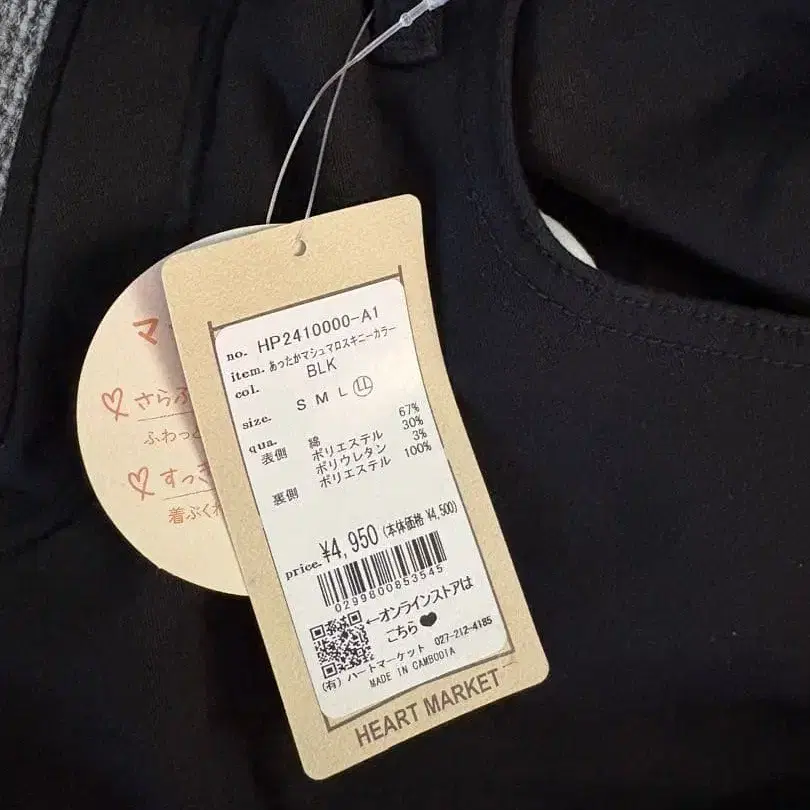 no. HP2410000-A1
item. あったかマシュマロスキニーカラー
col. BLK
size. S M L LL
qua.
表側 綿 67%
ポリエステル 30%
ポリウレタン 3%
裏側 ポリエステル 100%
price. ¥4,950 (本体価格 ¥4,500)
0299800853545
←オンラインストアは
こちら♥
(有)ハートマーケット 027-212-4185
MADE IN CAMBODIA
HEART MARKET
マ
♡さらふ
ふわっ
♡すっき
着ぶくれ